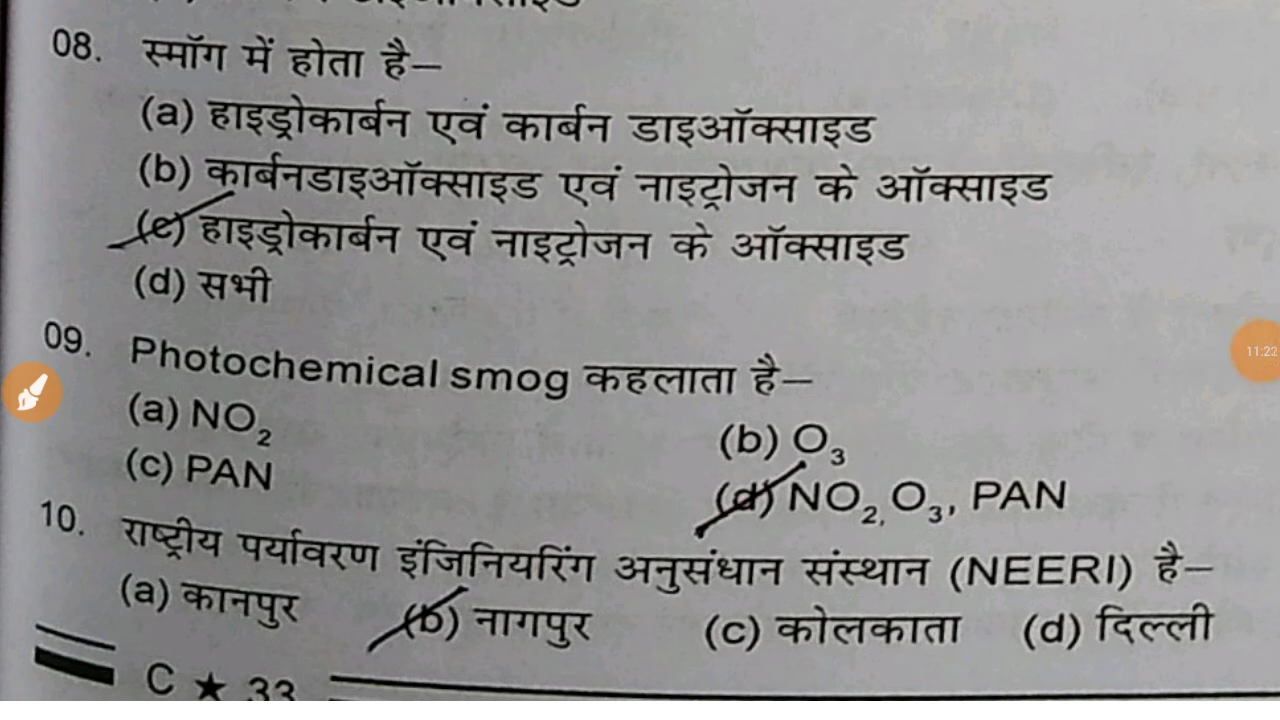 08. स्मॉग में होता है—
(a) हाइड्रोकार्बन एवं कार्बन डाइऑक्साइड
(b) कार्बनडाइऑक्साइड एवं नाइट्रोजन के ऑक्साइड
(c) हाइड्रोकार्बन एवं नाइट्रोजन के ऑक्साइड
(d) सभी
09. Photochemical smog कहलाता है—
(a) NO₂ (b) O₃
(c) PAN (d) NO₂, O₃, PAN
10. राष्ट्रीय पर्यावरण इंजिनियरिंग अनुसंधान संस्थान (NEERI) है—
(a) कानपुर (b) नागपुर (c) कोलकाता (d) दिल्ली
C ★ 33
11:22